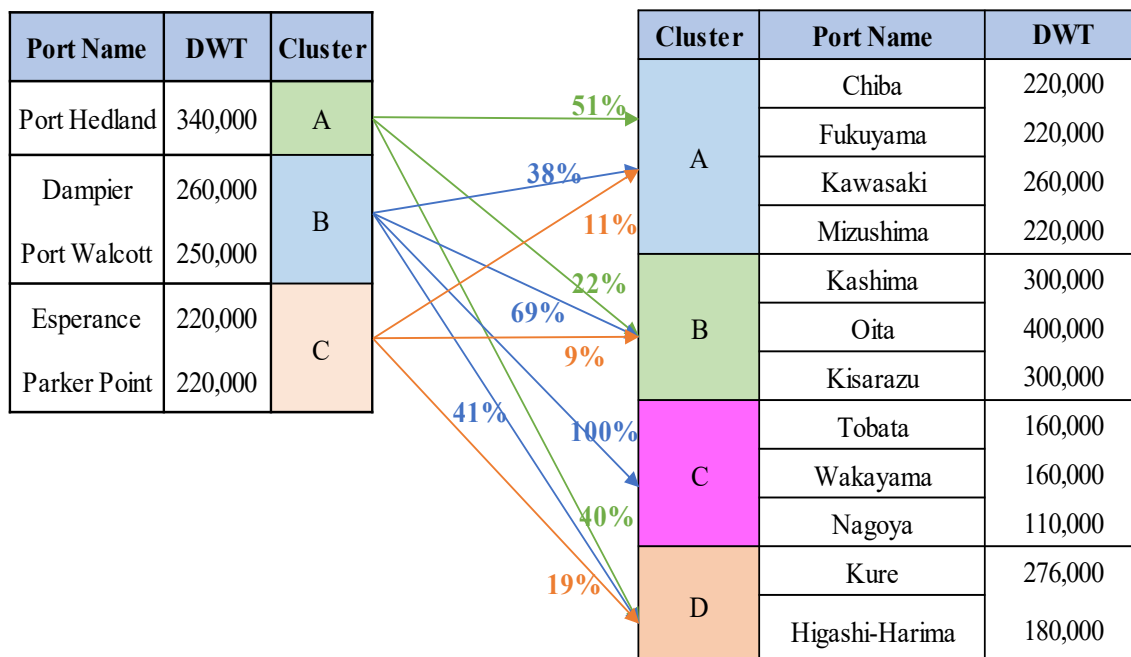 Port Name DWT Cluster
Port Hedland 340,000 A
Dampier 260,000
B
Port Walcott 250,000
Esperance 220,000
C
Parker Point 220,000
51%
38%
11%
22%
69%
9%
41%
100%
40%
19%
Cluster Port Name DWT
Chiba 220,000
Fukuyama 220,000
A
Kawasaki 260,000
Mizushima 220,000
Kashima 300,000
B Oita 400,000
Kisarazu 300,000
Tobata 160,000
C Wakayama 160,000
Nagoya 110,000
Kure 276,000
D
Higashi-Harima 180,000